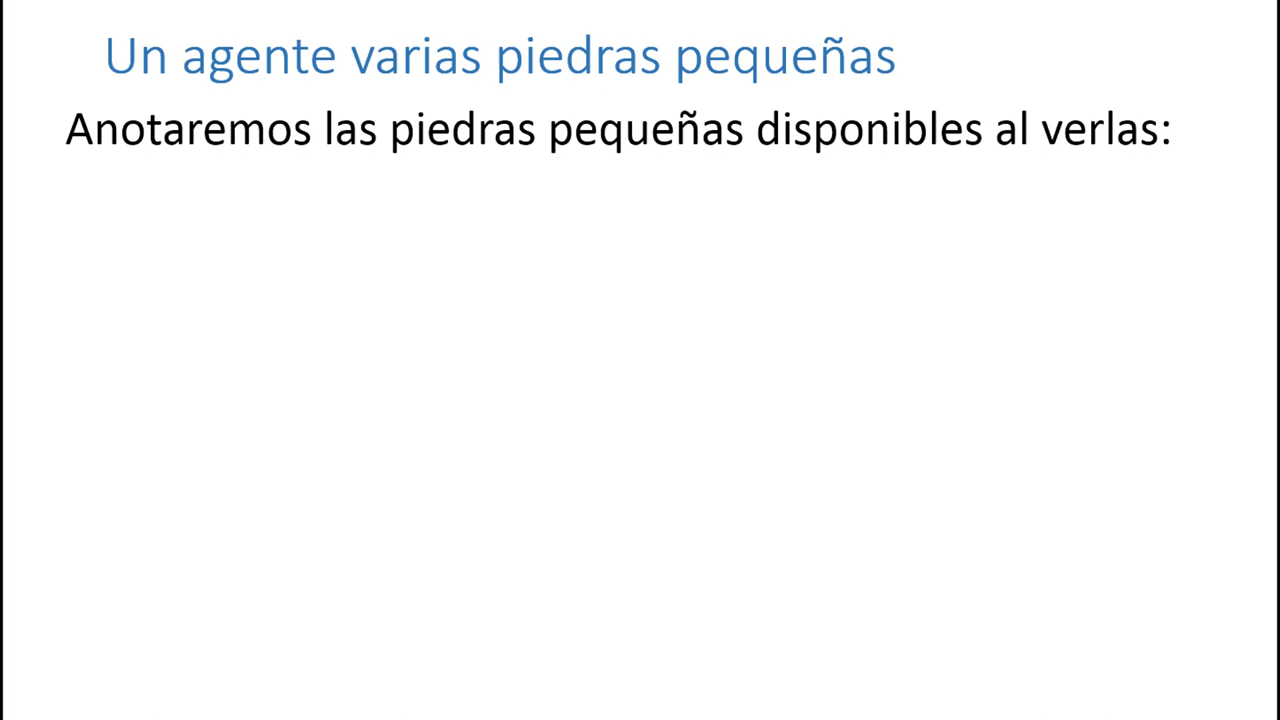 Un agente varias piedras pequeñas
Anotaremos las piedras pequeñas disponibles al verlas: